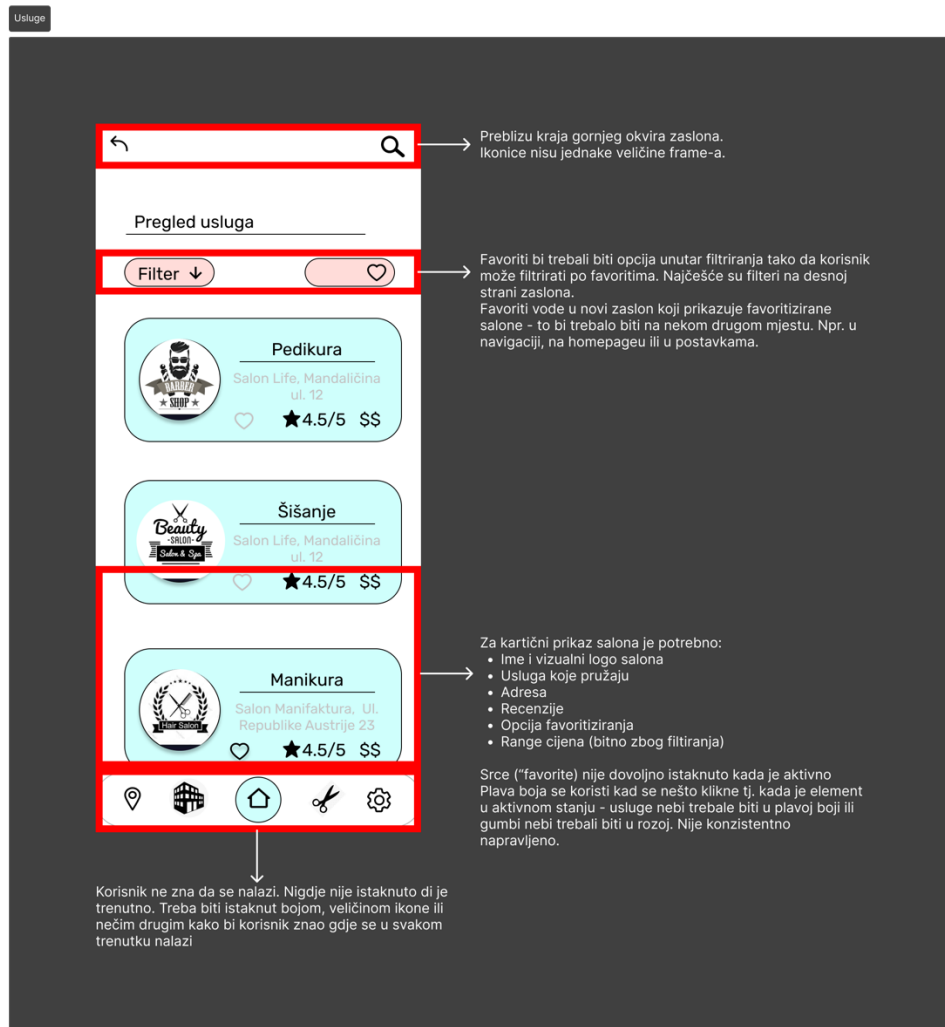 Usluge
Preblizu kraja gornjeg okvira zaslona.
Ikonice nisu jednake veličine frame-a.
Pregled usluga
Filter
Favoriti bi trebali biti opcija unutar filtriranja tako da korisnik
može filtrirati po favoritima. Najčešće su filteri na desnoj
strani zaslona.
Favoriti vode u novi zaslon koji prikazuje favoritizirane
salone - to bi trebalo biti na nekom drugom mjestu. Npr. u
navigaciji, na homepageu ili u postavkama.
BARBER
SHOP
Pedikura
Salon Life, Mandaličina
ul. 12
4.5/5 $$
Beauty
-SALON-
Salon & Spa
Šišanje
Salon Life, Mandaličina
ul. 12
4.5/5 $$
Hair Salon
Manikura
Salon Manifaktura, Ul.
Republike Austrije 23
4.5/5 $$
Za kartični prikaz salona je potrebno:
• Ime i vizualni logo salona
• Usluga koje pružaju
• Adresa
• Recenzije
• Opcija favoritiziranja
• Range cijena (bitno zbog filtiranja)
Srce (“favorite) nije dovoljno istaknuto kada je aktivno
Plava boja se koristi kad se nešto klikne tj. kada je element
u aktivnom stanju - usluge nebi trebale biti u plavoj boji ili
gumbi nebi trebali biti u rozoj. Nije konzistentno
napravljeno.
Korisnik ne zna da se nalazi. Nigdje nije istaknuto di je
trenutno. Treba biti istaknut bojom, veličinom ikone ili
nečim drugim kako bi korisnik znao gdje se u svakom
trenutku nalazi